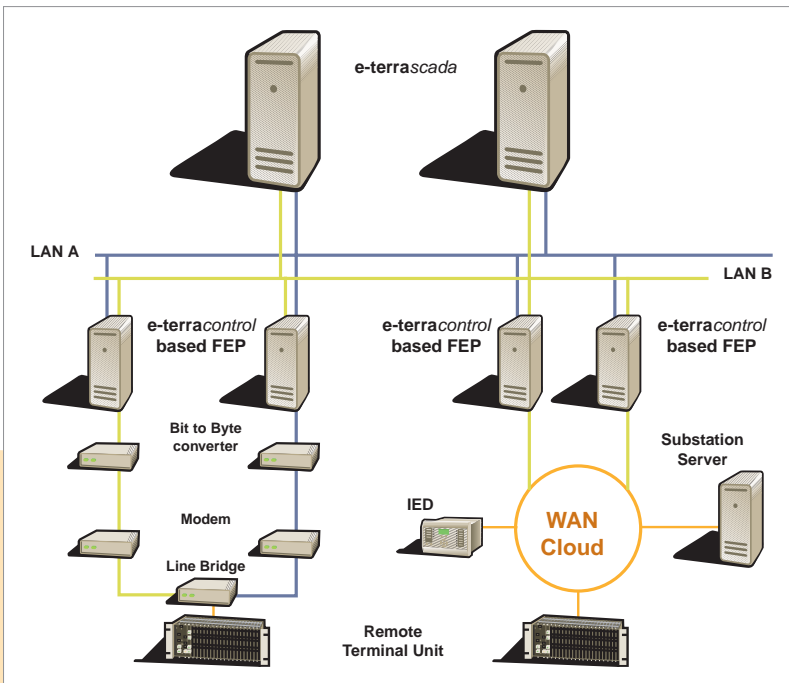 e-terrascada
LAN A
LAN B
e-terracontrol
based FEP
e-terracontrol
based FEP
e-terracontrol
based FEP
Bit to Byte
converter
Substation
Server
IED
WAN
Cloud
Modem
Line Bridge
Remote
Terminal Unit